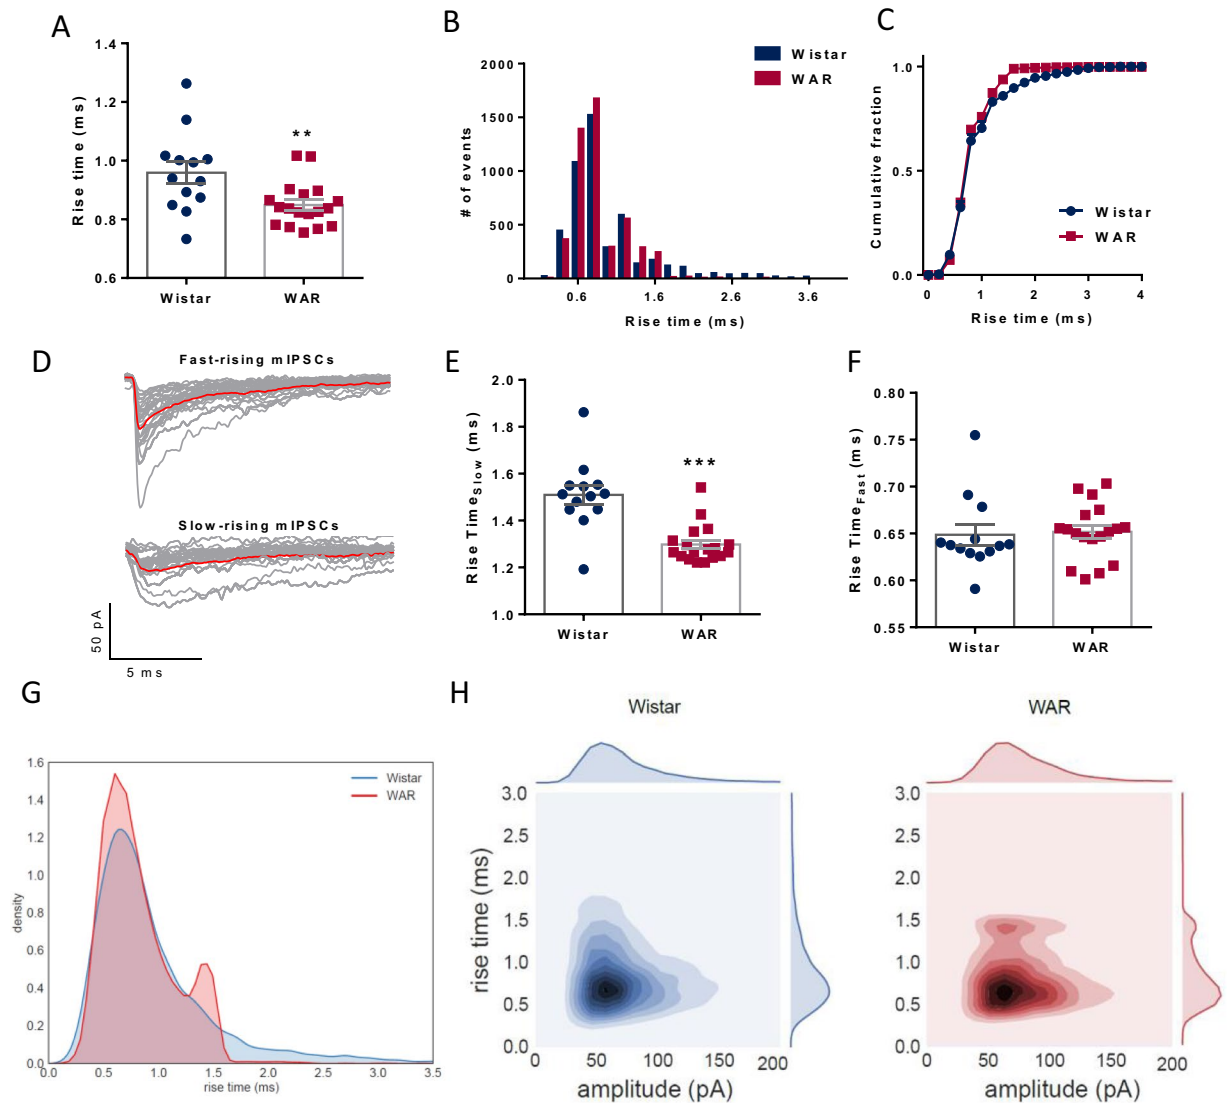 A
Rise time (ms)
1.4
1.2
1.0
0.8
0.6
**
Wistar
WAR
B
# of events
2000
1500
1000
500
0
0.6
1.6
2.6
3.6
Rise time (ms)
Wistar
WAR
C
Cumulative fraction
1.0
0.5
0.0
0
1
2
3
4
Rise time (ms)
Wistar
WAR
D
Fast-rising mIPSCs
Slow-rising mIPSCs
50 pA
5 ms
E
Rise TimeSlow (ms)
2.0
1.8
1.6
1.4
1.2
1.0
***
Wistar
WAR
F
Rise TimeFast (ms)
0.80
0.75
0.70
0.65
0.60
0.55
Wistar
WAR
G
density
1.6
1.4
1.2
1.0
0.8
0.6
0.4
0.2
0.0
0.0
0.5
1.0
1.5
2.0
2.5
3.0
3.5
rise time (ms)
Wistar
WAR
H
Wistar
rise time (ms)
3.0
2.5
2.0
1.5
1.0
0.5
0.0
0
50
100
150
200
amplitude (pA)
WAR
3.0
2.5
2.0
1.5
1.0
0.5
0.0
0
50
100
150
200
amplitude (pA)